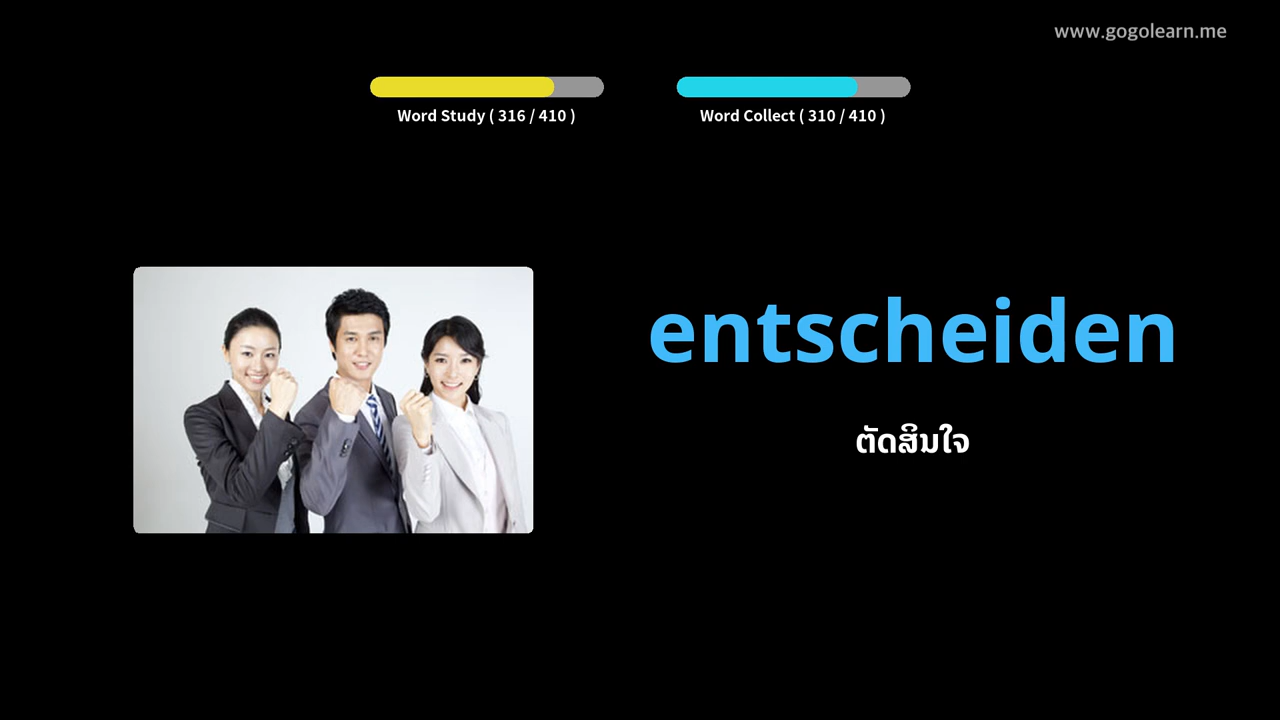 www.gogolearn.me
Word Study ( 316 / 410 )
Word Collect ( 310 / 410 )
entscheiden
ຕັດສິນໃຈ